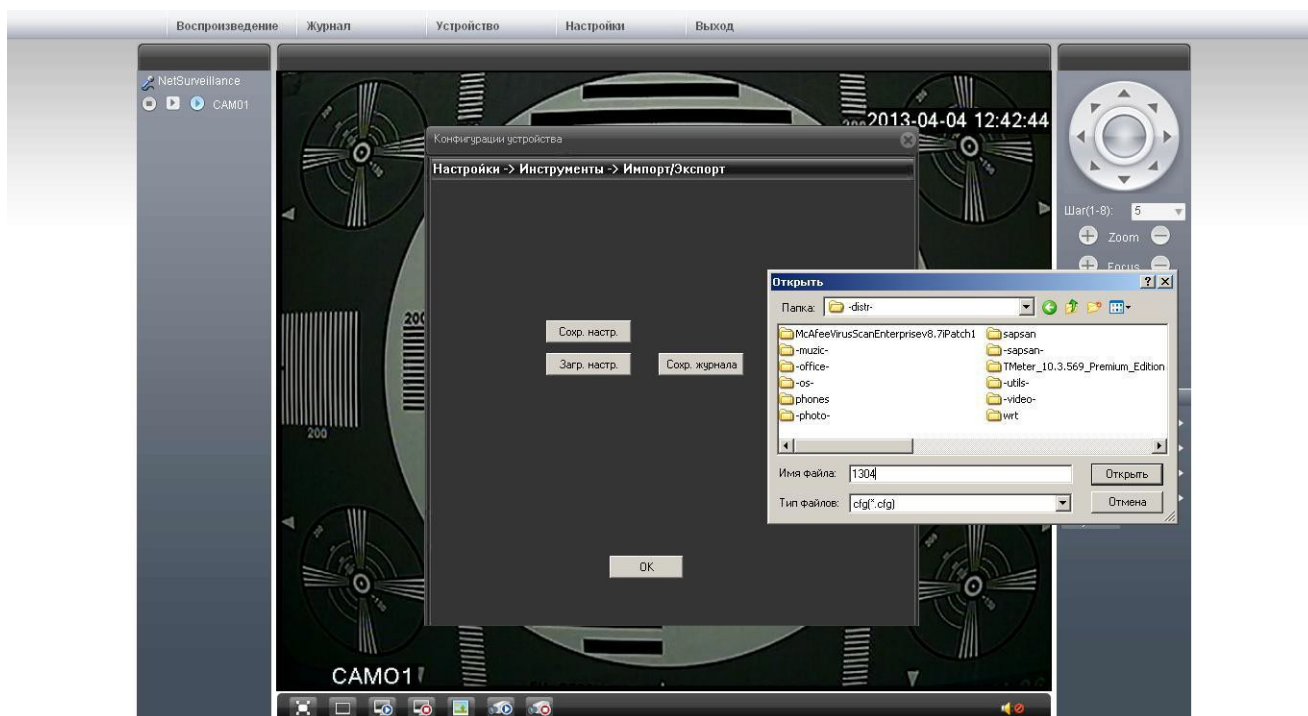 Воспроизведение Журнал Устройство Настройки Выход
NetSurveillance
CAM01
2013-04-04 12:42:44
Конфигурации устройства
Настройки -> Инструменты -> Импорт/Экспорт
Шаг(1-8): 5
Zoom
Focus
Открыть
Папка: -distr-
McAfeeVirusScanEnterprisev8.7iPatch1 sapsan
-muzic- -sapsan-
-office- TMeter_10.3.569_Premium_Edition
-os- -utils-
phones -video-
-photo- wrt
200
Сохр. настр.
Загр. настр. Сохр. журнала
200
Имя файла: 1304 Открыть
Тип файлов: cfg(*.cfg) Отмена
OK
CAM01